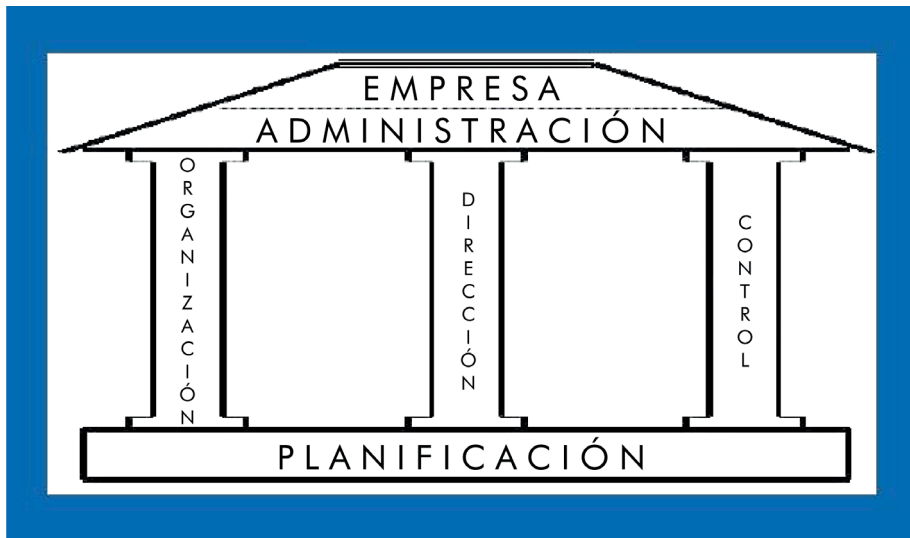 EMPRESA
ADMINISTRACIÓN
ORGANIZACIÓN
DIRECCIÓN
CONTROL
PLANIFICACIÓN